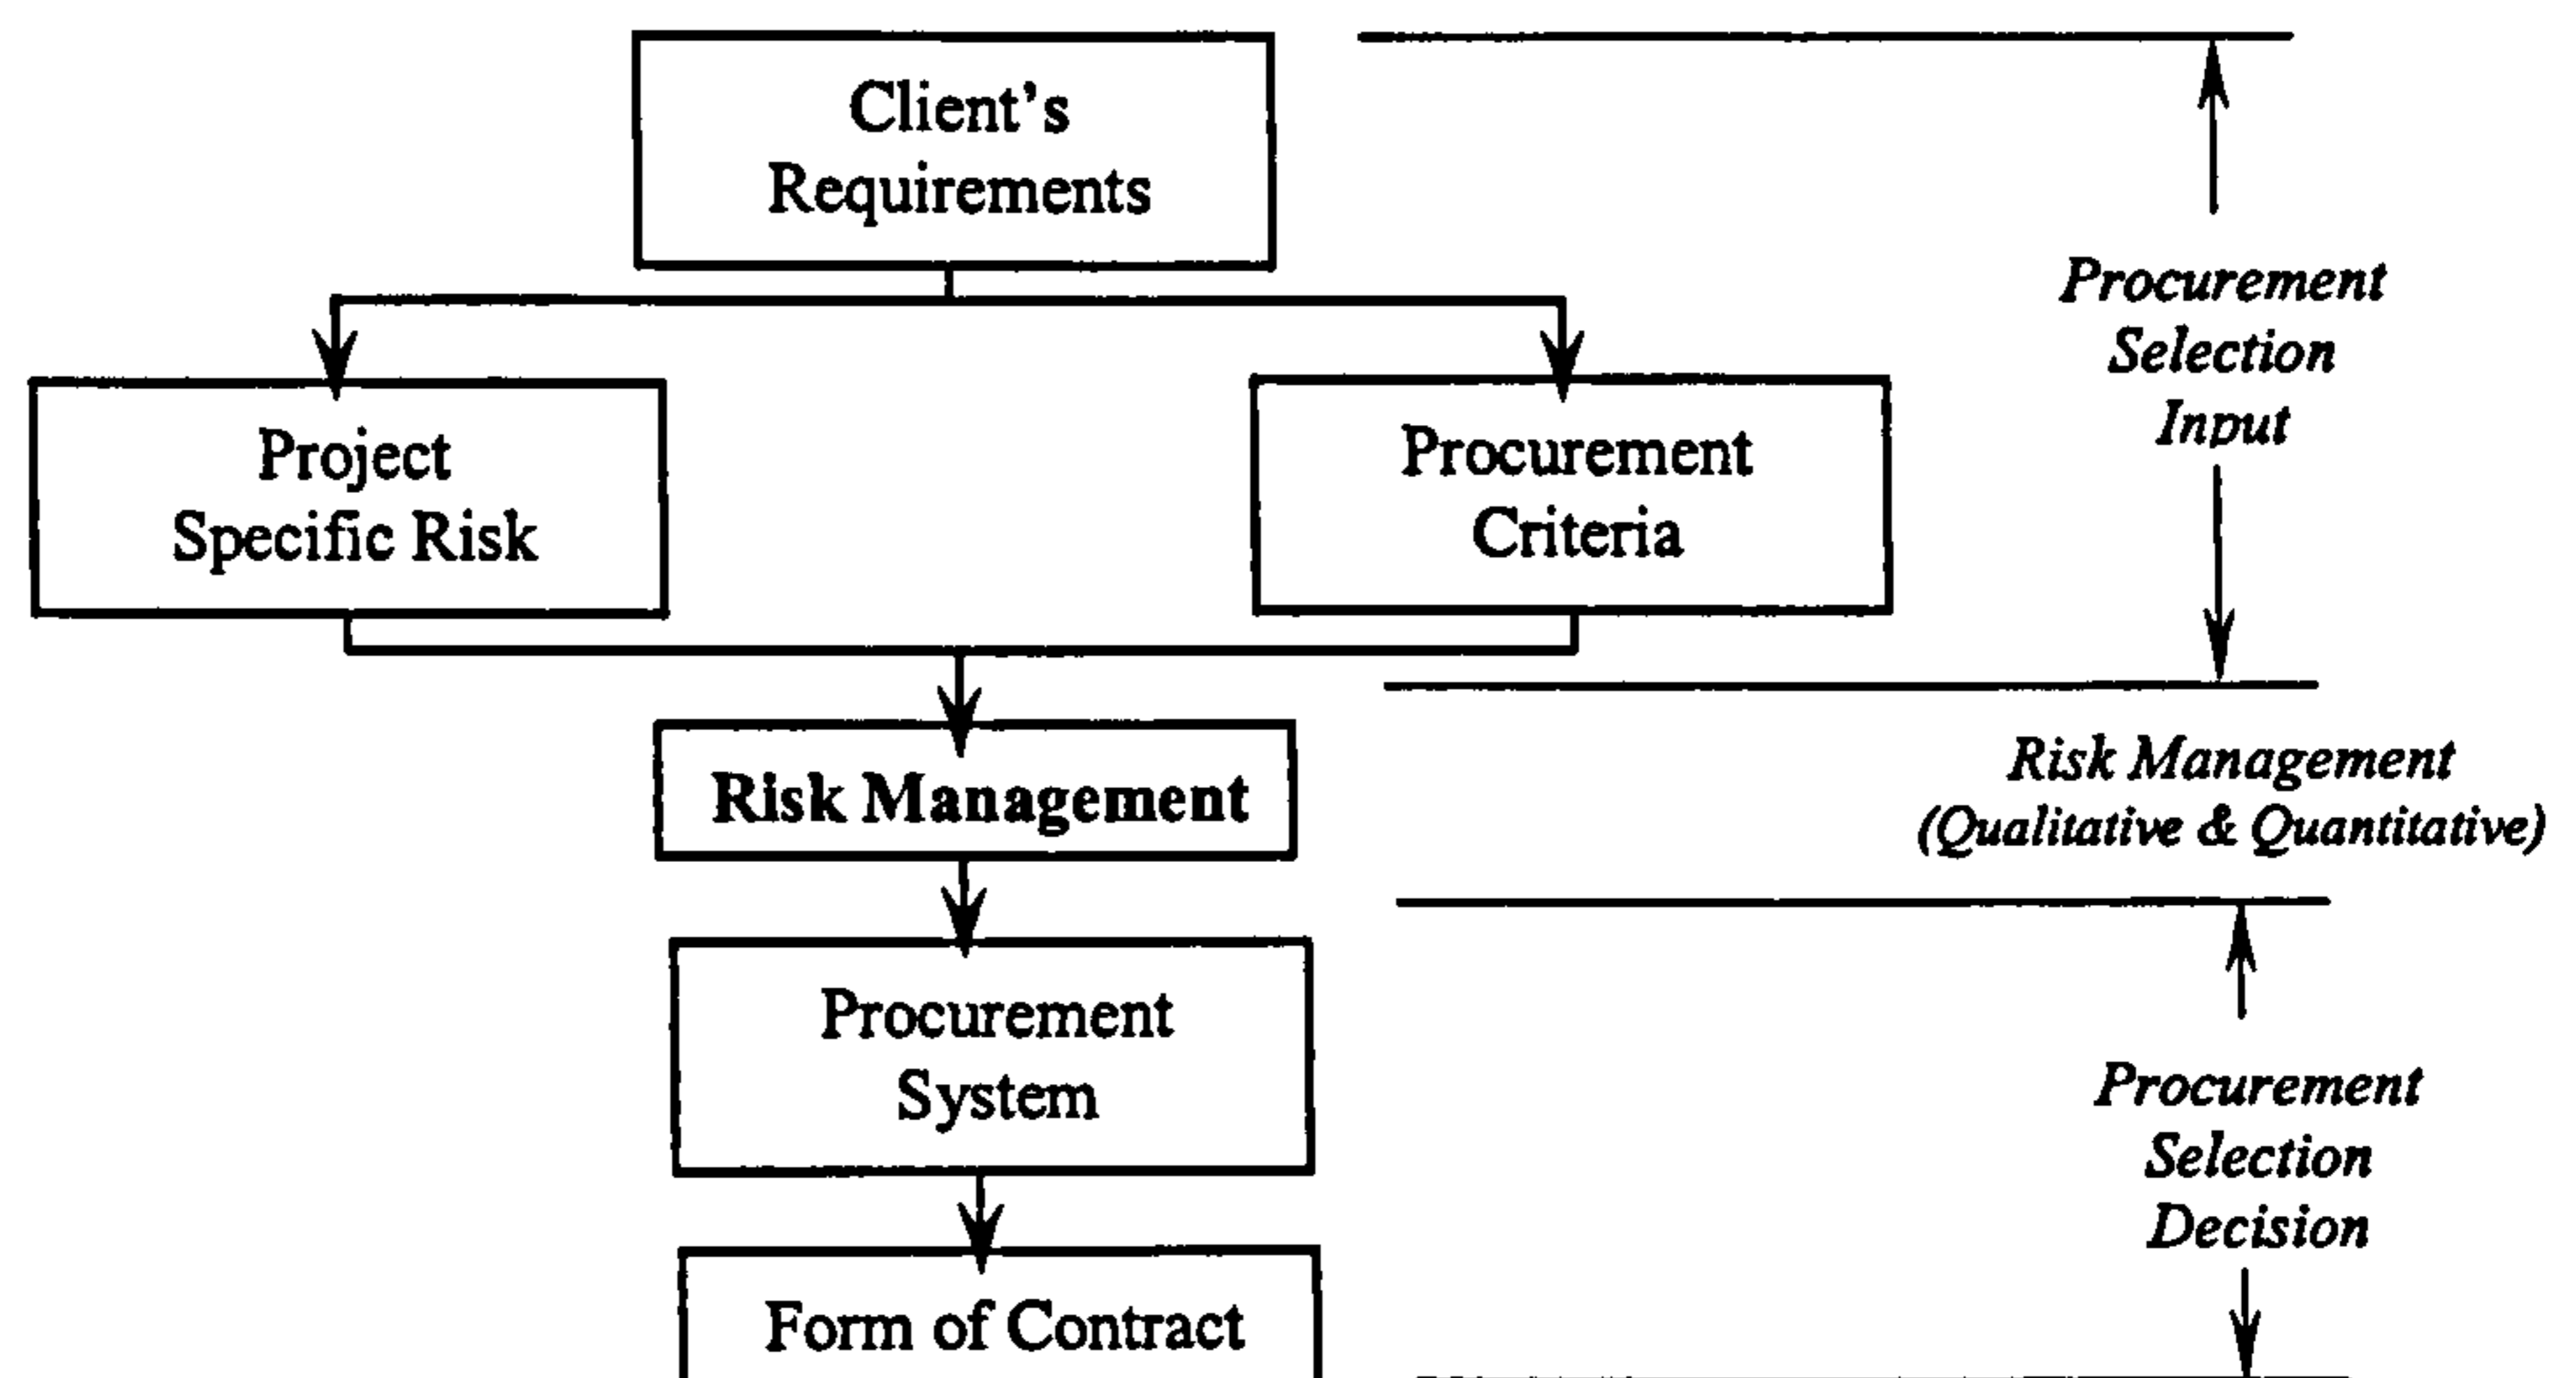 Client's
Requirements
Project
Specific Risk
Procurement
Criteria
Procurement
Selection
Input
Risk Management
Risk Management
(Qualitative & Quantitative)
Procurement
System
Procurement
Selection
Decision
Form of Contract